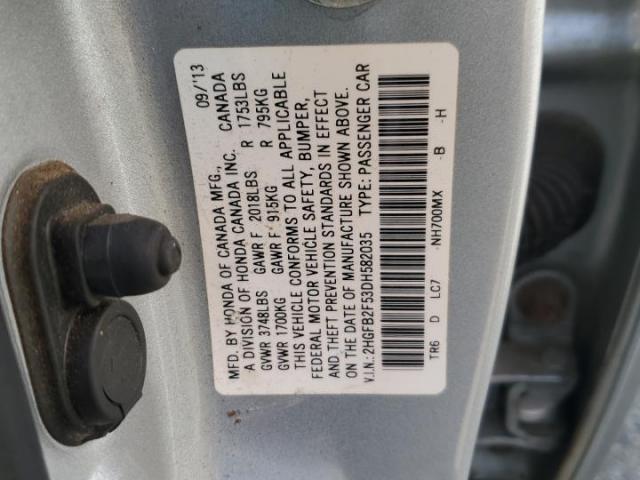 MFD. BY HONDA OF CANADA MFG., 09/'13
A DIVISION OF HONDA CANADA INC. CANADA
GVWR 3748LBS GAWR F 2018LBS R 1753LBS
GVWR 1700KG GAWR F 915KG R 795KG
THIS VEHICLE CONFORMS TO ALL APPLICABLE
FEDERAL MOTOR VEHICLE SAFETY, BUMPER,
AND THEFT PREVENTION STANDARDS IN EFFECT
ON THE DATE OF MANUFACTURE SHOWN ABOVE.
V.I.N.: 2HGFB2F53DH582035 TYPE: PASSENGER CAR
TR6 D LC7 -NH700MX -B -H